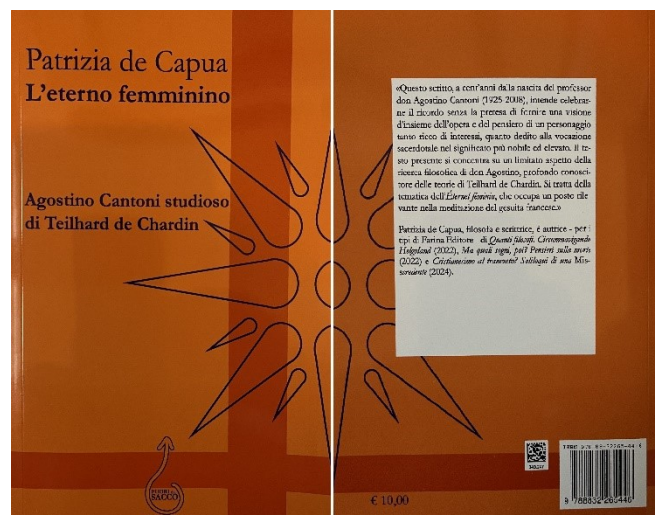 Patrizia de Capua
L'eterno femminino
Agostino Cantoni studioso
di Teilhard de Chardin
SACCO
«Questo scritto, a cent'anni dalla nascita del professor
don Agostino Cantoni (1925-2008), intende celebrar-
ne il ricordo senza la pretesa di fornire una visione
d'insieme dell'opera e del pensiero di un personaggio
tanto ricco di interessi, quanto dedito alla vocazione
sacerdotale nel significato più nobile ed elevato. Il te-
sto presente si concentra su un limitato aspetto della
ricerca filosofica di don Agostino, profondo conosci-
tore delle teorie di Teilhard de Chardin. Si tratta della
tematica dell'Éternel féminin, che occupa un posto rile
vante nella meditazione del gesuita francese.»
Patrizia de Capua, filosofa e scrittrice, è autrice - per i
tipi di Farina Editore - di Quanti filosofi. Circumnavigando
Helgoland (2022), Ma quali sogni, poi? Pensieri sulla morte
(2022) e Cristianesimo al tramonto? Soliloqui di una Mis-
credente (2024).
€ 10,00